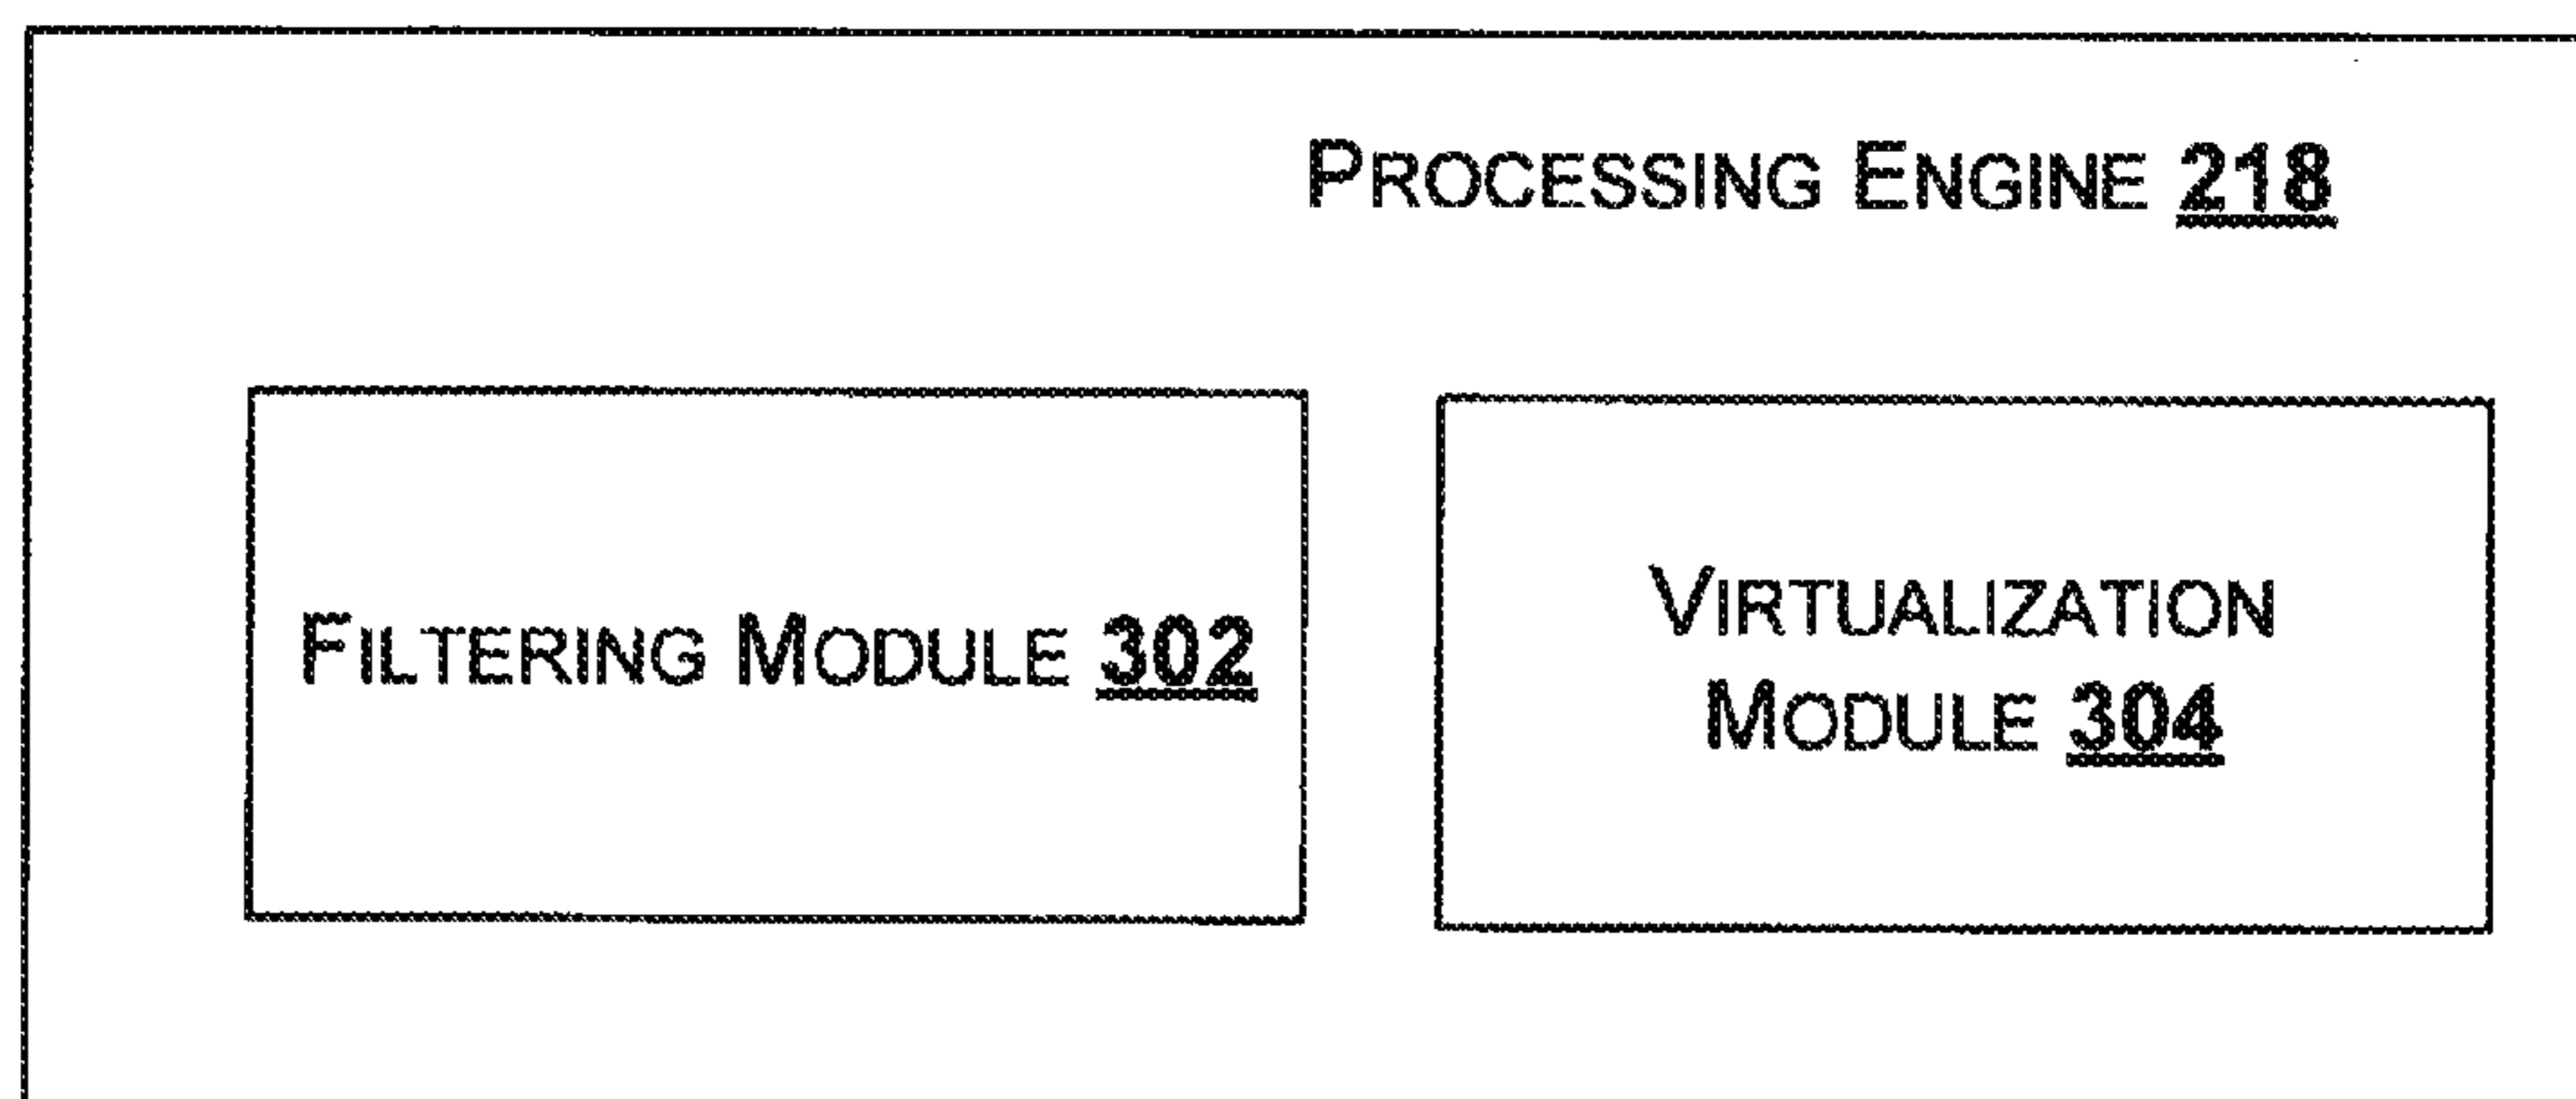 PROCESSING ENGINE 218
FILTERING MODULE 302
VIRTUALIZATION
MODULE 304